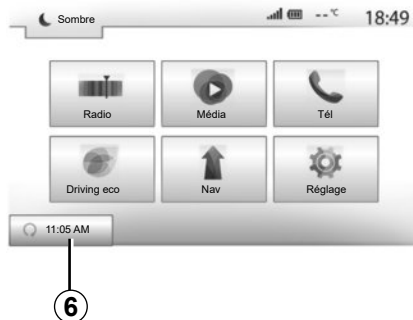 Sombre --°C 18:49
Radio Média Tél
Driving eco Nav Réglage
11:05 AM
6